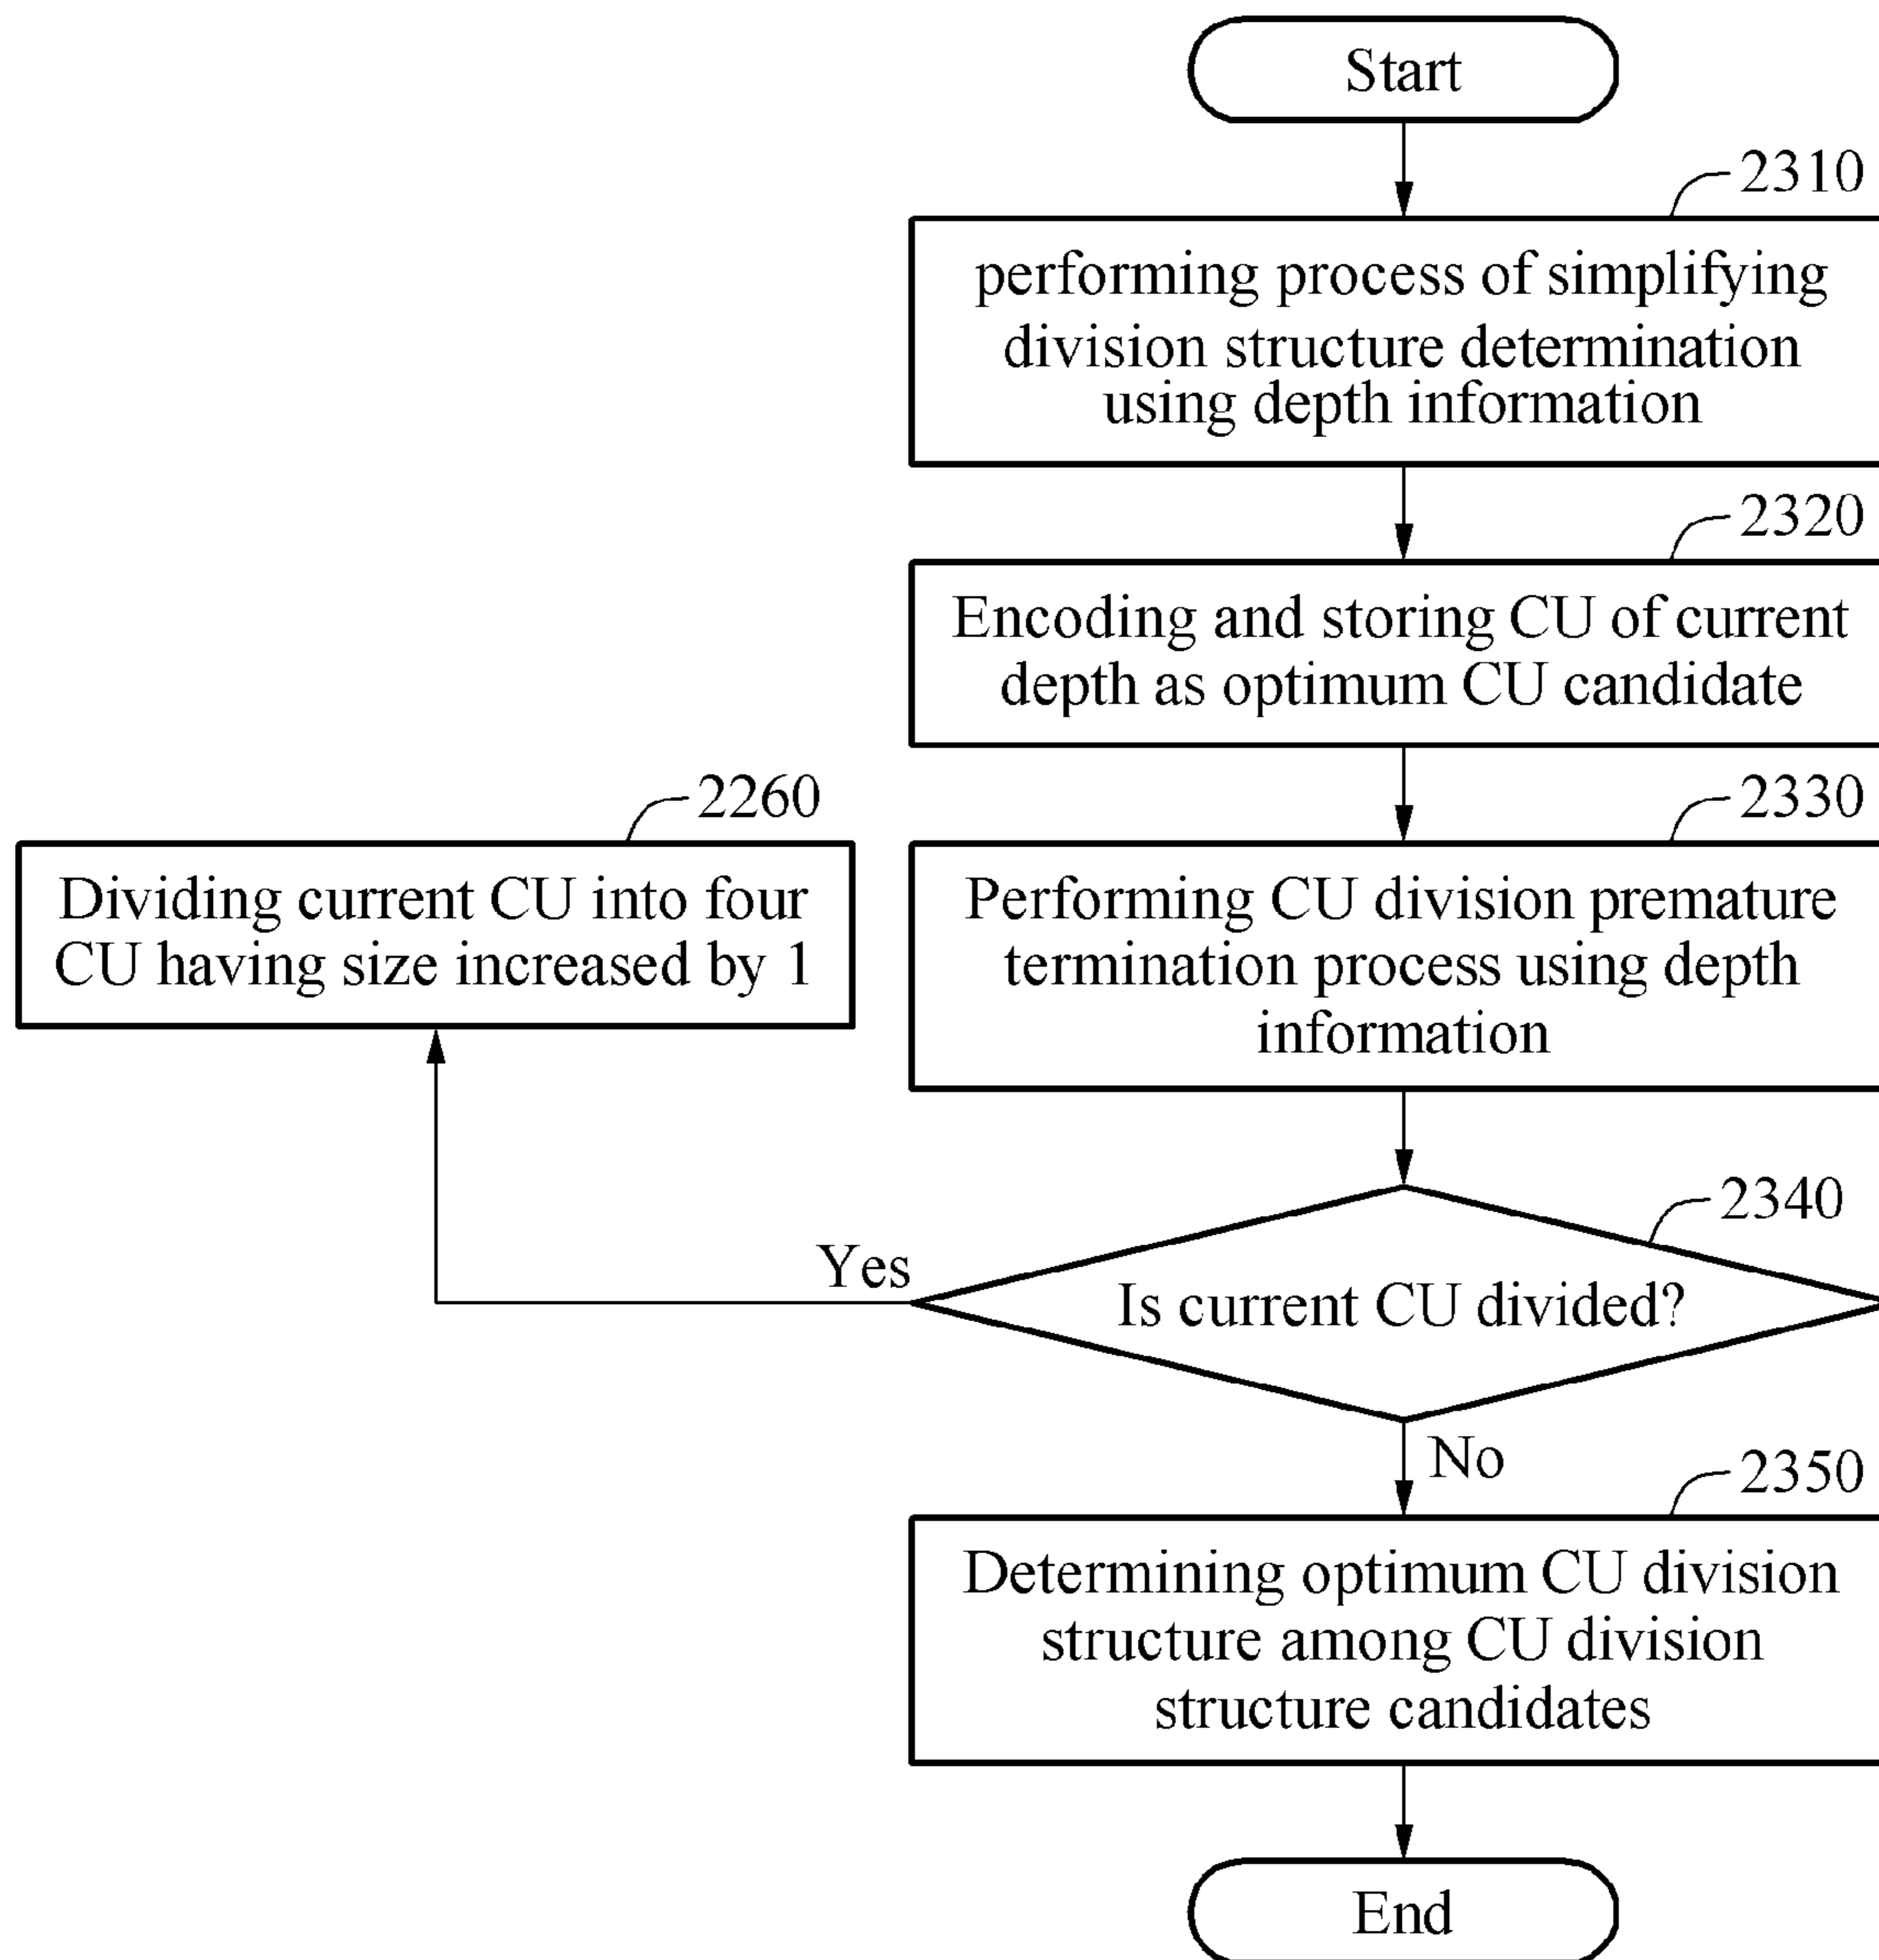 Start
2310
performing process of simplifying
division structure determination
using depth information
2320
Encoding and storing CU of current
depth as optimum CU candidate
2260
Dividing current CU into four
CU having size increased by 1
2330
Performing CU division premature
termination process using depth
information
2340
Yes
Is current CU divided?
No
2350
Determining optimum CU division
structure among CU division
structure candidates
End